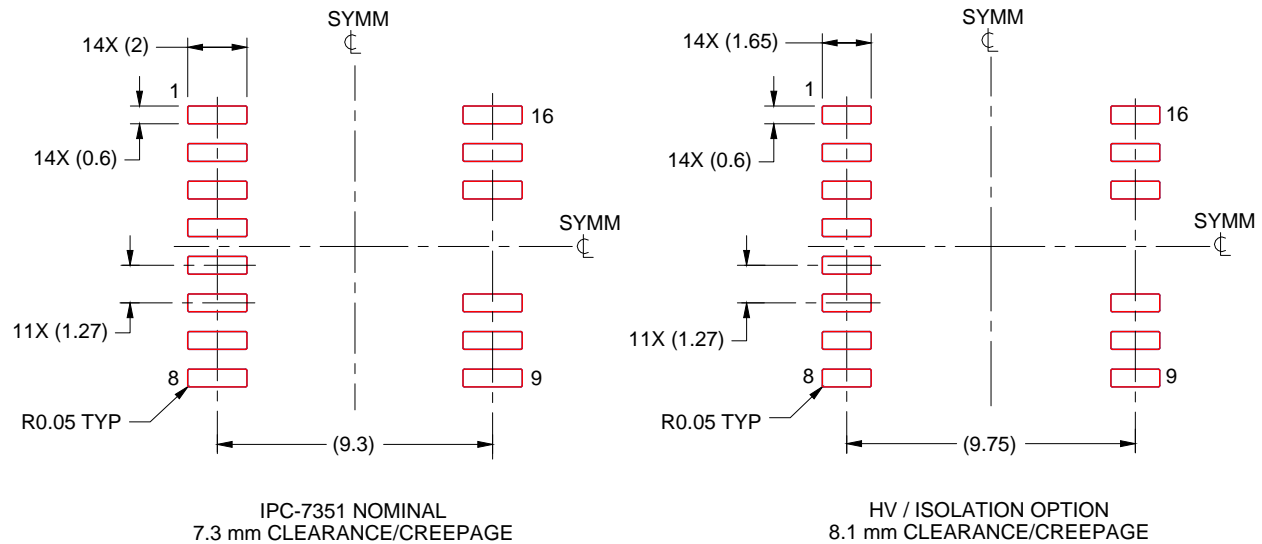 SYMM
14X (2)
1
16
14X (0.6)
SYMM
11X (1.27)
8
9
R0.05 TYP
(9.3)
IPC-7351 NOMINAL
7.3 mm CLEARANCE/CREEPAGE
SYMM
14X (1.65)
1
16
14X (0.6)
SYMM
11X (1.27)
8
9
R0.05 TYP
(9.75)
HV / ISOLATION OPTION
8.1 mm CLEARANCE/CREEPAGE